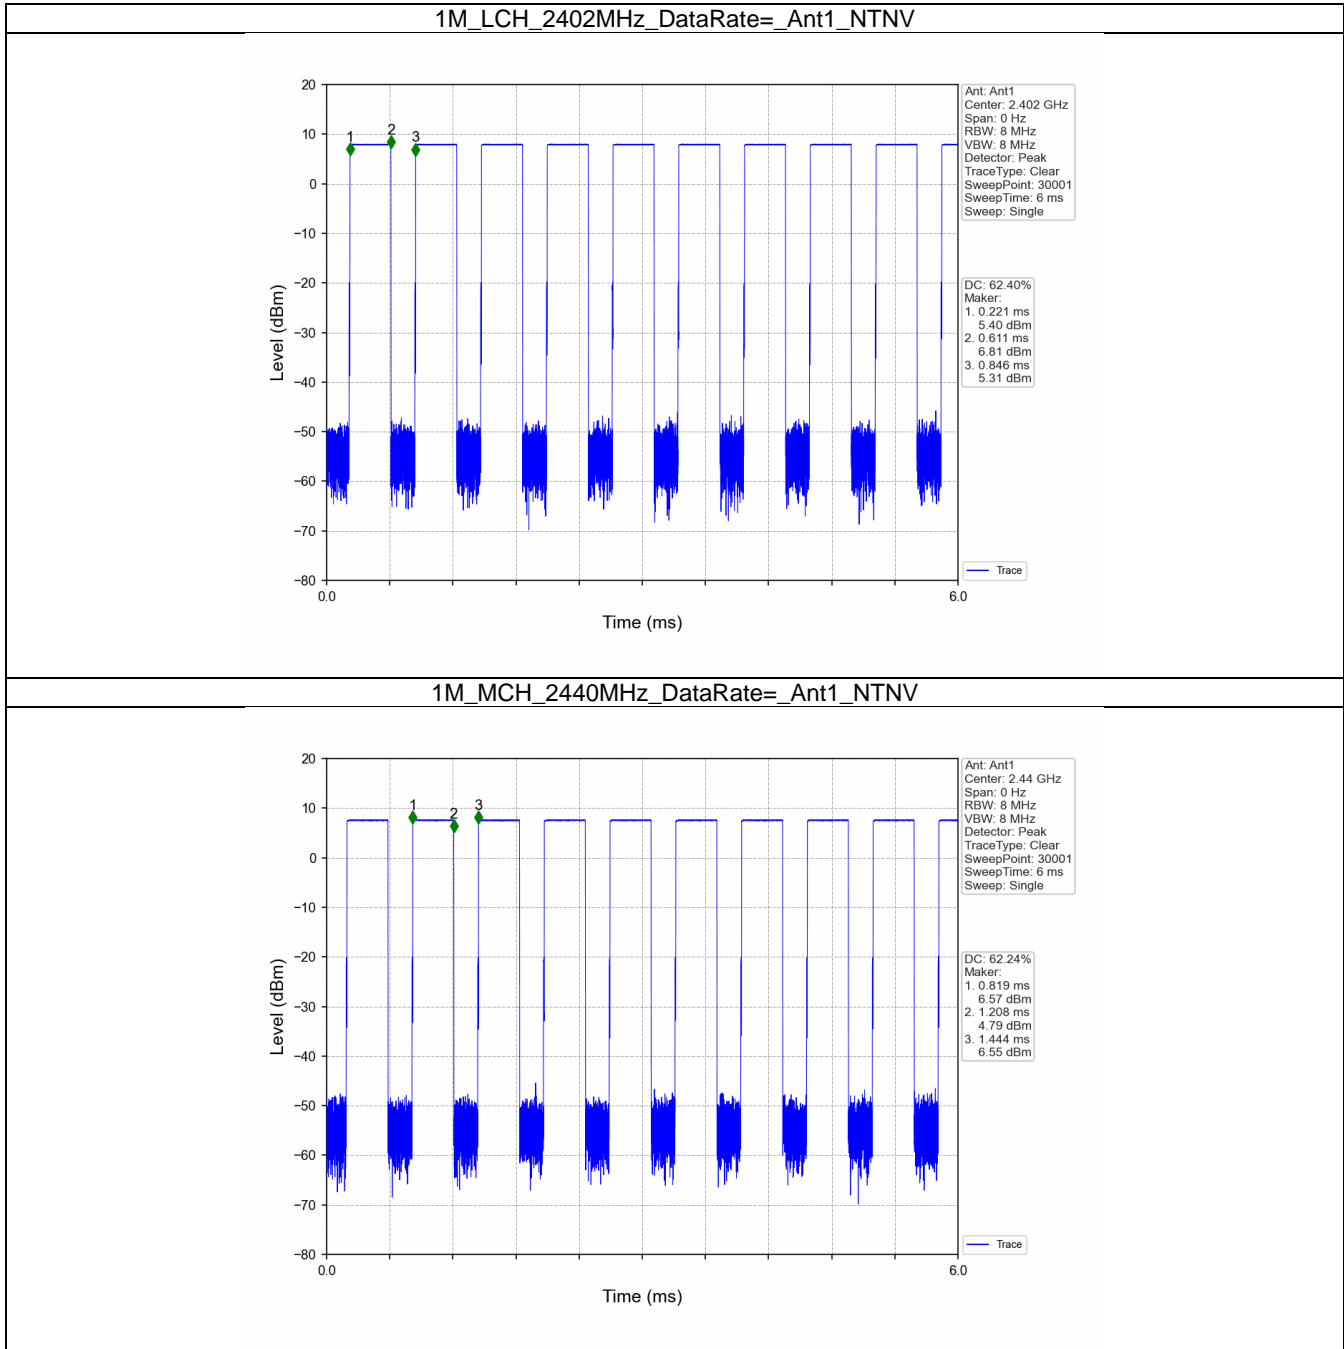 1M_LCH_2402MHz_DataRate=_Ant1_NTNV
20
10
0
−10
−20
−30
−40
−50
−60
−70
−80
Level (dBm)
1
2
3
0.0
6.0
Time (ms)
Ant: Ant1
Center: 2.402 GHz
Span: 0 Hz
RBW: 8 MHz
VBW: 8 MHz
Detector: Peak
TraceType: Clear
SweepPoint: 30001
SweepTime: 6 ms
Sweep: Single
DC: 62.40%
Maker:
1. 0.221 ms
5.40 dBm
2. 0.611 ms
6.81 dBm
3. 0.846 ms
5.31 dBm
Trace
1M_MCH_2440MHz_DataRate=_Ant1_NTNV
20
10
0
−10
−20
−30
−40
−50
−60
−70
−80
Level (dBm)
1
2
3
0.0
6.0
Time (ms)
Ant: Ant1
Center: 2.44 GHz
Span: 0 Hz
RBW: 8 MHz
VBW: 8 MHz
Detector: Peak
TraceType: Clear
SweepPoint: 30001
SweepTime: 6 ms
Sweep: Single
DC: 62.24%
Maker:
1. 0.819 ms
6.57 dBm
2. 1.208 ms
4.79 dBm
3. 1.444 ms
6.55 dBm
Trace